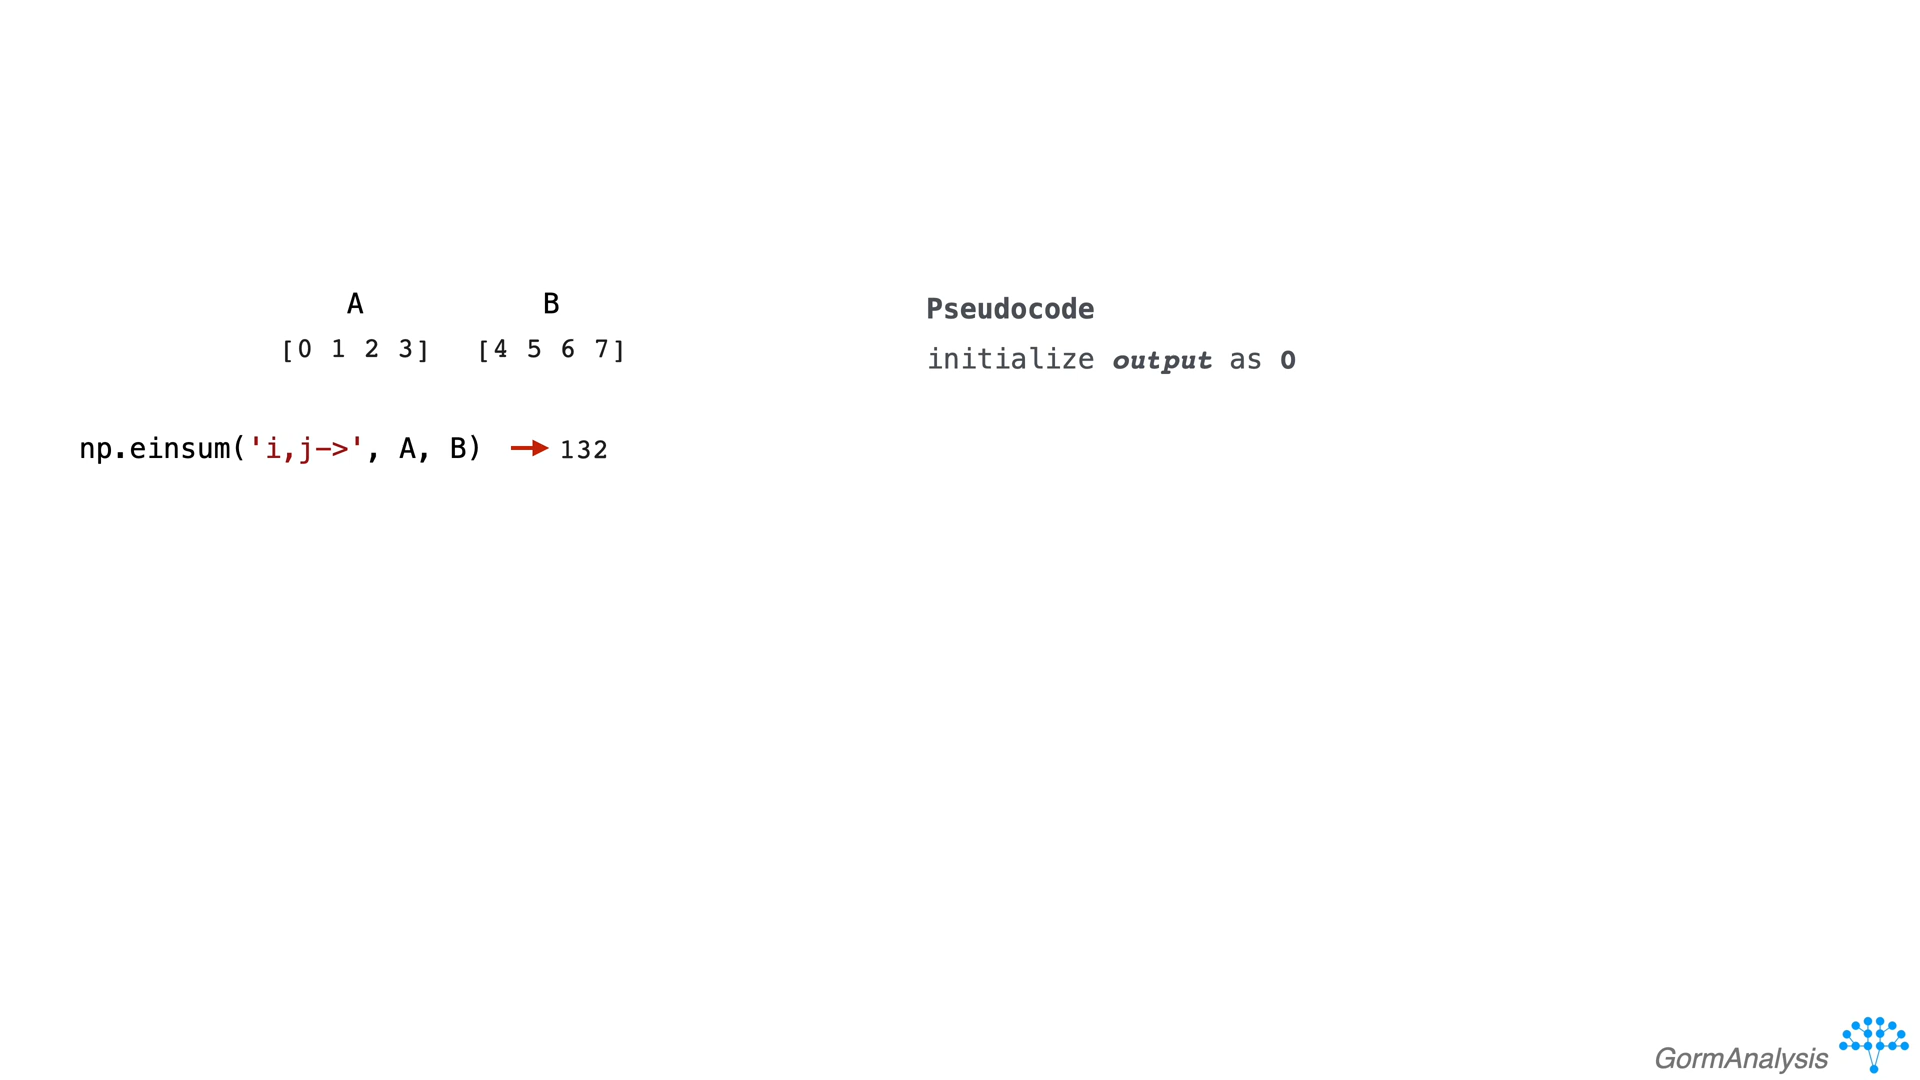 A B
[0 1 2 3] [4 5 6 7]
np.einsum('i,j->', A, B) → 132
Pseudocode
initialize output as 0
GormAnalysis